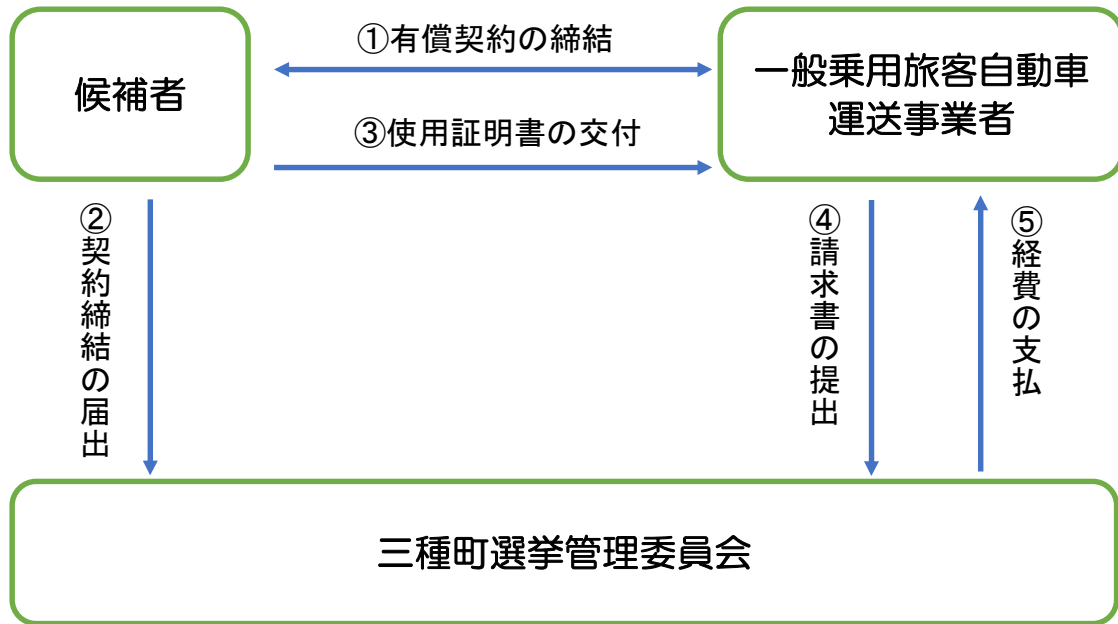 ①有償契約の締結
候補者
一般乗用旅客自動車
運送事業者
③使用証明書の交付
②契約締結の届出
④請求書の提出
⑤経費の支払
三種町選挙管理委員会